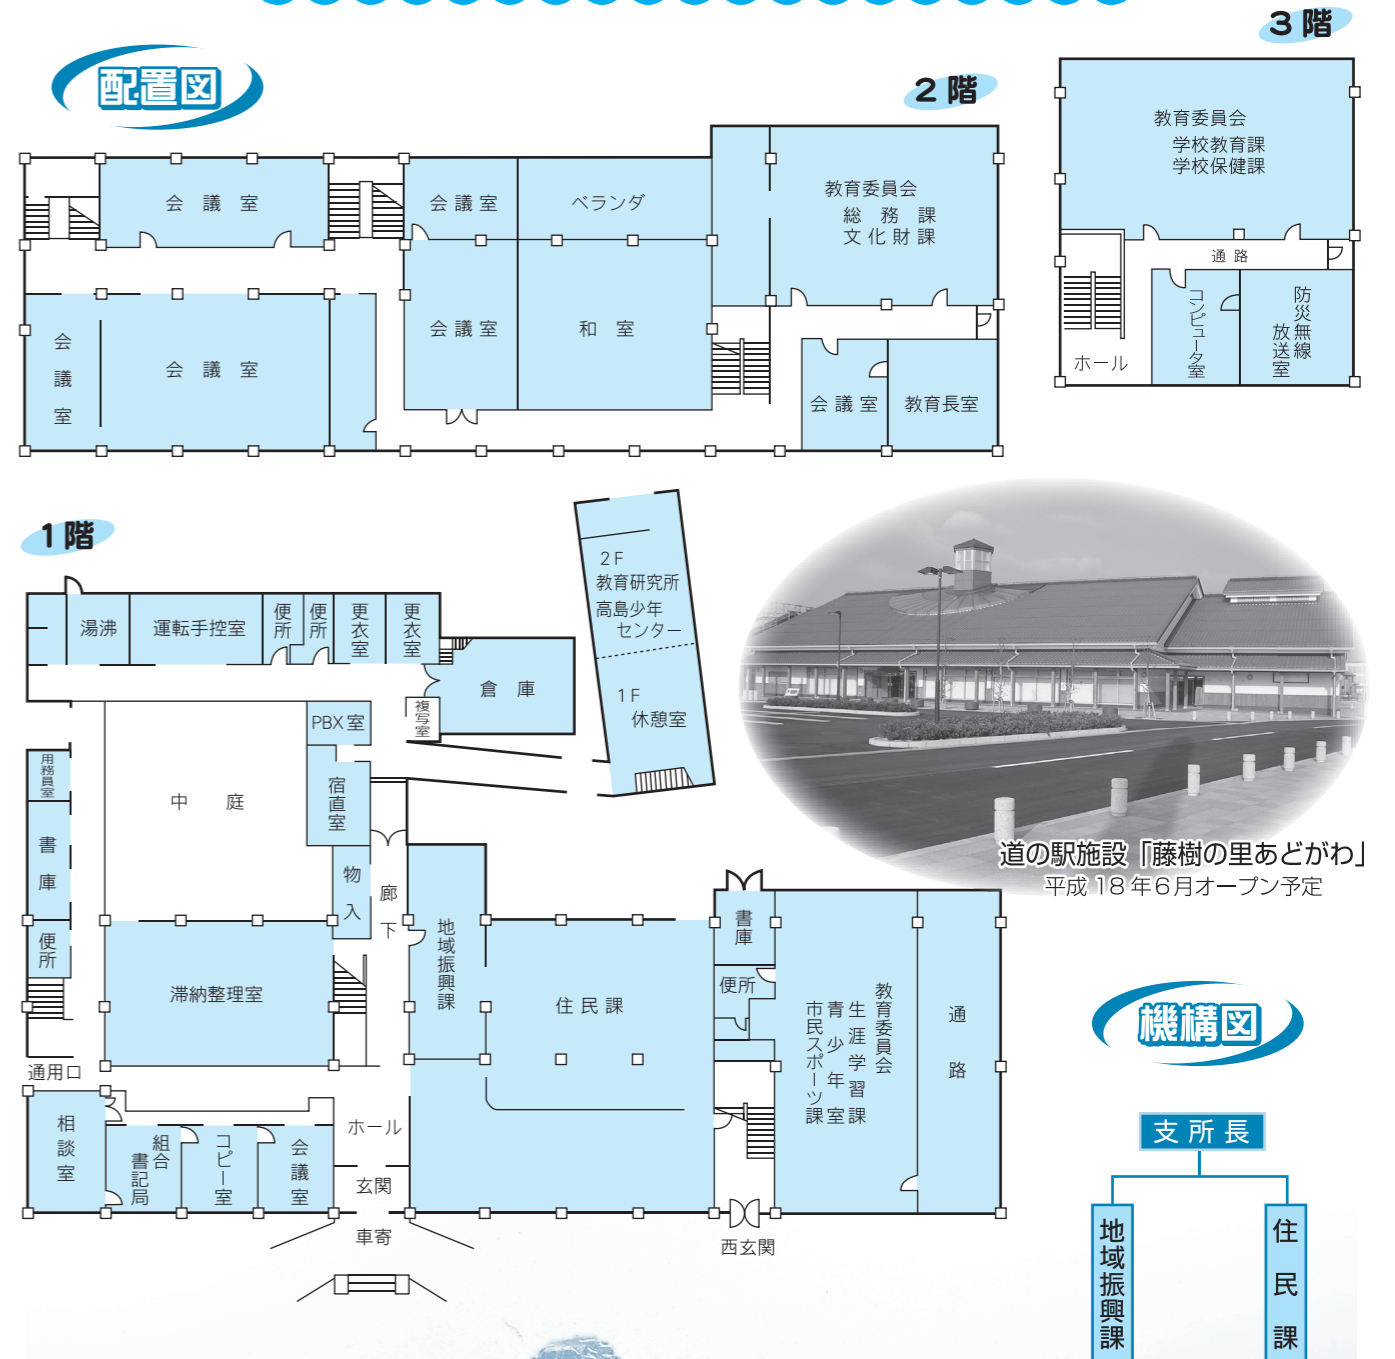 配置図
3階
教育委員会
学校教育課
学校保健課
通路
コンピュータ室
防災無線
放送室
ホール
2階
会議室
会議室
ベランダ
教育委員会
総務課
文化財課
会議室
会議室
会議室
和室
会議室
教育長室
1階
湯沸
運転手控室
便所
便所
更衣室
更衣室
倉庫
複写室
PBX室
用務員室
中庭
宿直室
書庫
物入
廊下
便所
滞納整理室
地域振興課
住民課
書庫
便所
教育委員会
生涯学習課
青少年室
市民スポーツ課
通路
通用口
相談室
組合
書記局
コピー室
会議室
ホール
玄関
車寄
西玄関
2F
教育研究所
高島少年
センター
1F
休憩室
道の駅施設「藤樹の里あどがわ」
平成18年6月オープン予定
機構図
支所長
地域振興課
住民課